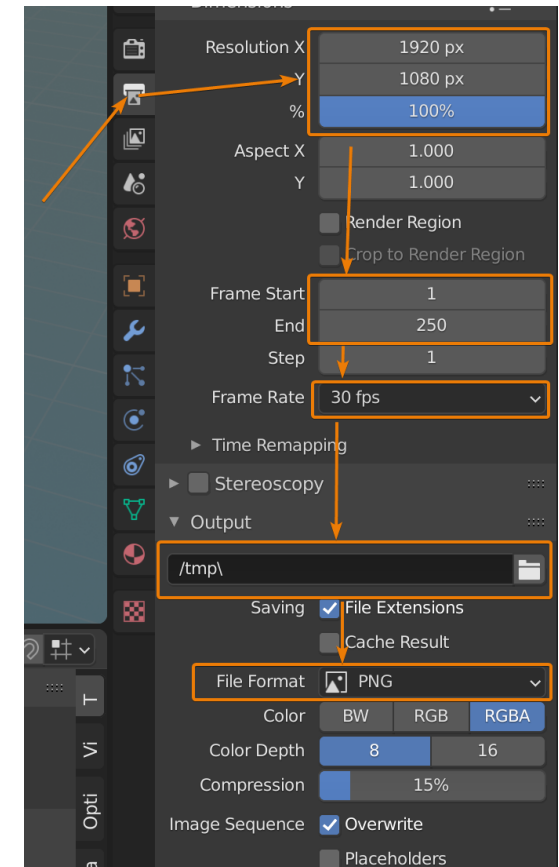 Dimensions
Resolution X 1920 px
Y 1080 px
% 100%
Aspect X 1.000
Y 1.000
Render Region
Crop to Render Region
Frame Start 1
End 250
Step 1
Frame Rate 30 fps
Time Remapping
Stereoscopy
Output
/tmp\
Saving File Extensions
Cache Result
File Format PNG
Color BW RGB RGBA
Color Depth 8 16
Compression 15%
Image Sequence Overwrite
Placeholders
T
Vi
Opti